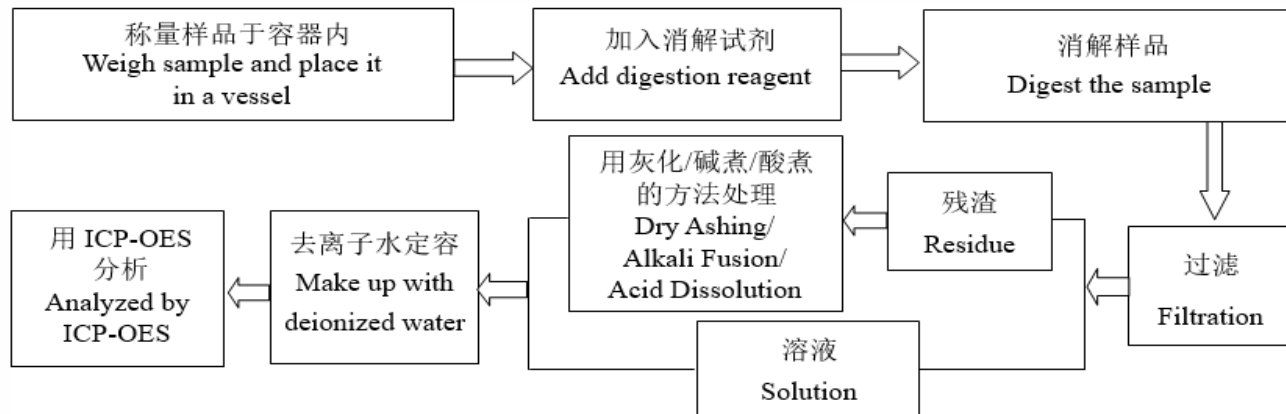 称量样品于容器内
Weigh sample and place it
in a vessel
加入消解试剂
Add digestion reagent
消解样品
Digest the sample
过滤
Filtration
残渣
Residue
用灰化/碱煮/酸煮
的方法处理
Dry Ashing/
Alkali Fusion/
Acid Dissolution
溶液
Solution
去离子水定容
Make up with
deionized water
用 ICP-OES
分析
Analyzed by
ICP-OES